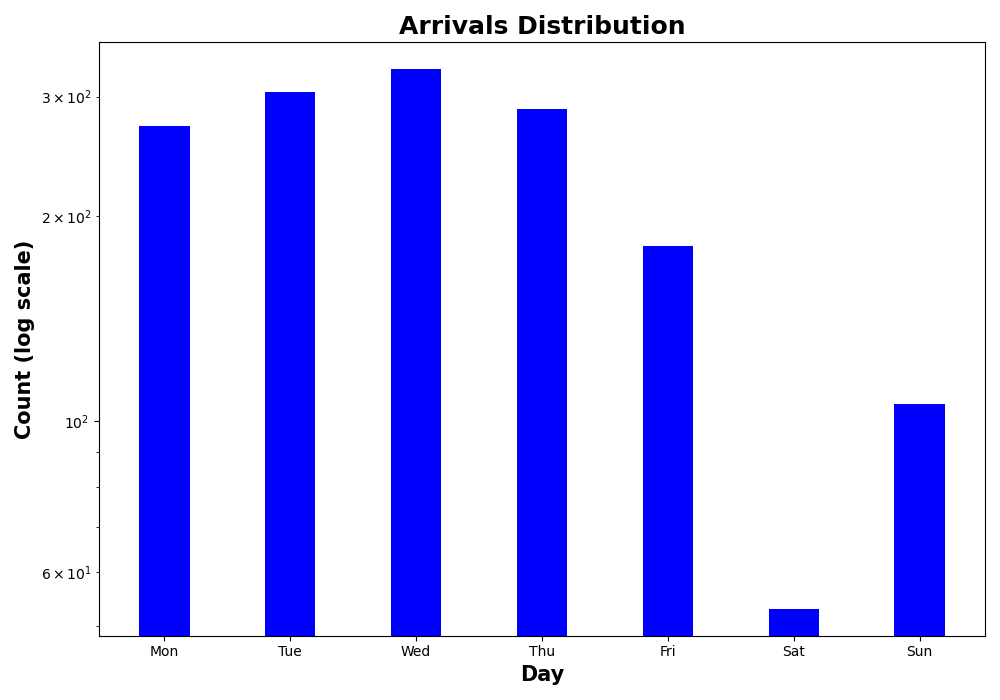 Arrivals Distribution
Count (log scale)
3 × 10²
2 × 10²
10²
6 × 10¹
Mon Tue Wed Thu Fri Sat Sun
Day